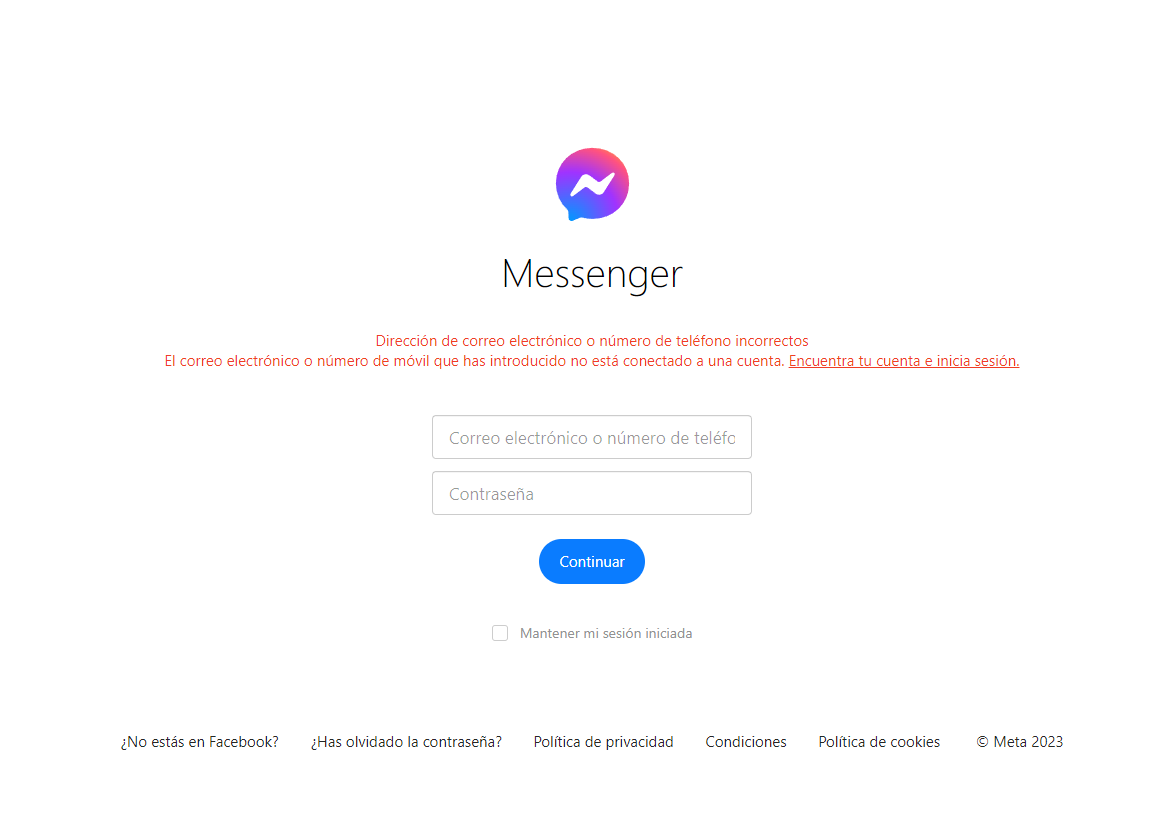 Messenger
Dirección de correo electrónico o número de teléfono incorrectos
El correo electrónico o número de móvil que has introducido no está conectado a una cuenta. Encuentra tu cuenta e inicia sesión.
Correo electrónico o número de teléfo
Contraseña
Continuar
Mantener mi sesión iniciada
¿No estás en Facebook? ¿Has olvidado la contraseña? Política de privacidad Condiciones Política de cookies © Meta 2023